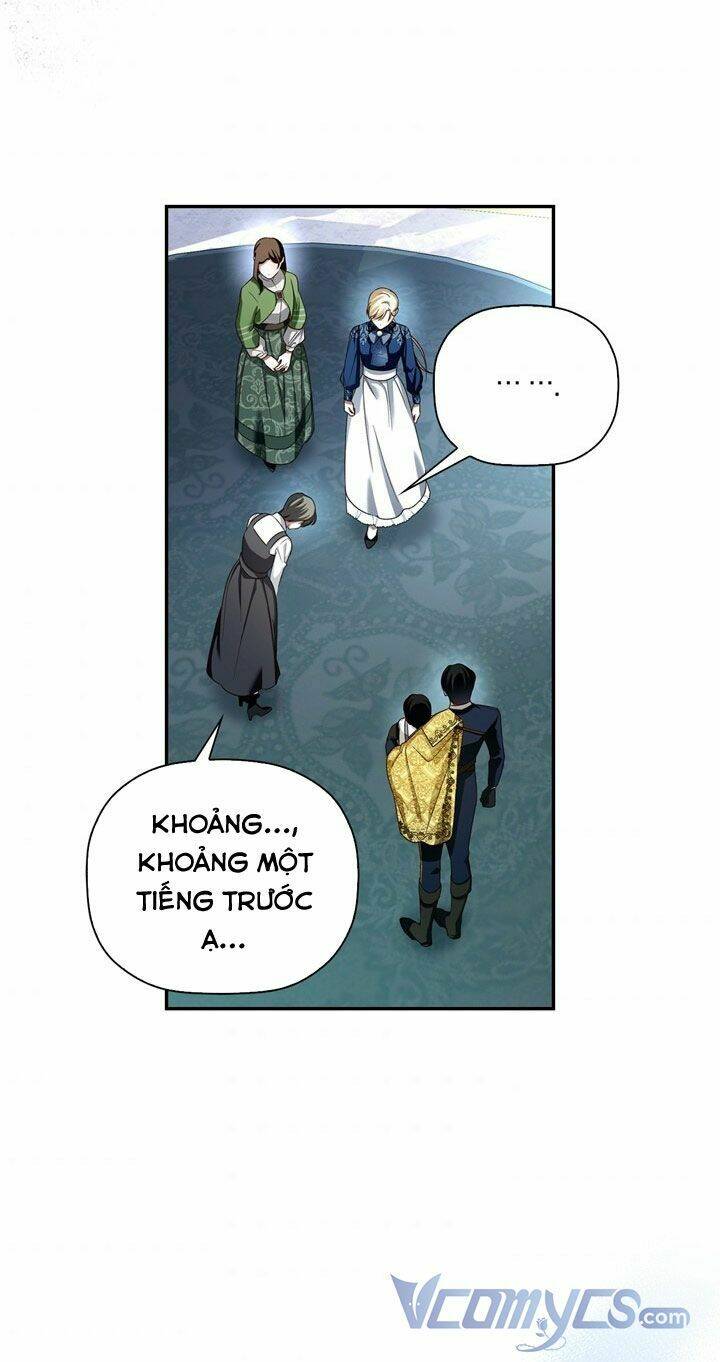 ... ....
KHOẢNG...,
KHOẢNG MỘT
TIẾNG TRƯỚC
Ạ...
VCOMYCS.com